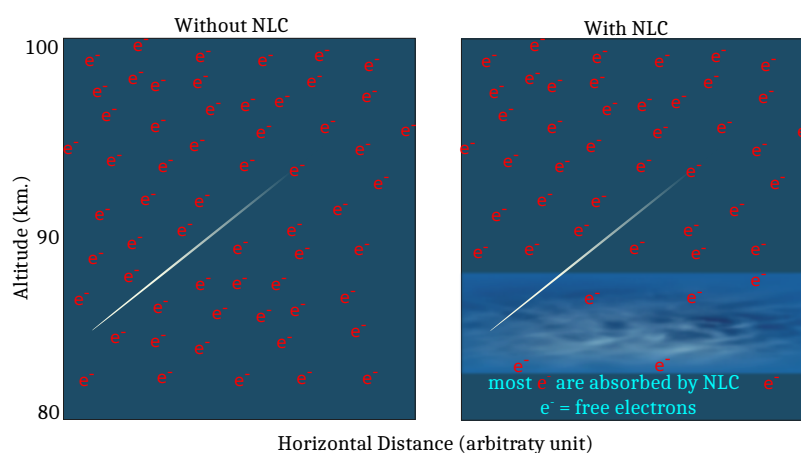 Without NLC
With NLC
100
90
80
Altitude (km.)
e⁻ e⁻ e⁻ e⁻ e⁻ e⁻ e⁻ e⁻ e⁻ e⁻
most e⁻ are absorbed by NLC
e⁻ = free electrons
Horizontal Distance (arbitraty unit)